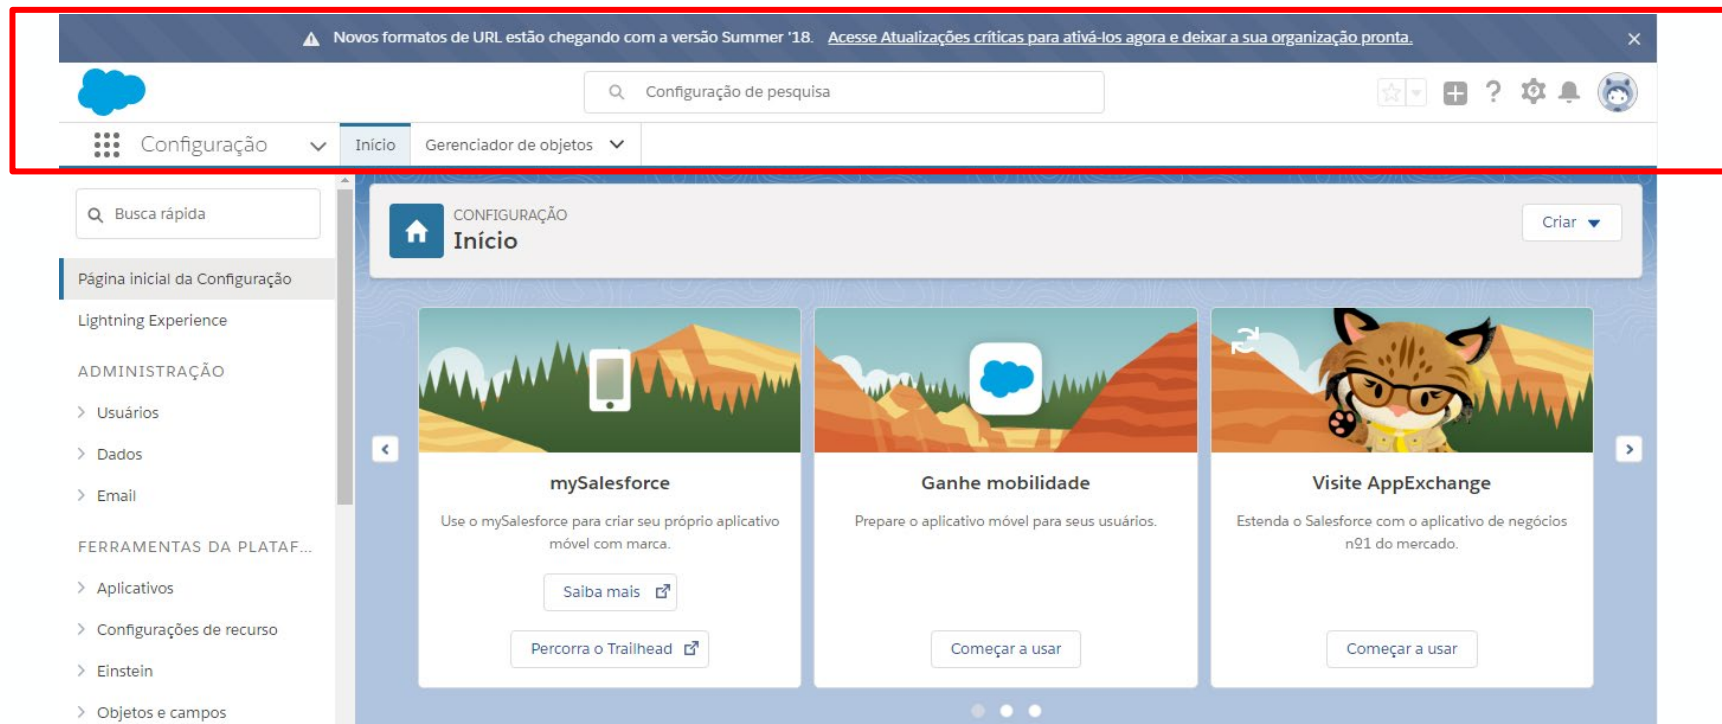 Novos formatos de URL estão chegando com a versão Summer '18. Acesse Atualizações críticas para ativá-los agora e deixar a sua organização pronta.
Configuração de pesquisa
Configuração
Início
Gerenciador de objetos
Busca rápida
Página inicial da Configuração
Lightning Experience
ADMINISTRAÇÃO
Usuários
Dados
Email
FERRAMENTAS DA PLATAF...
Aplicativos
Configurações de recurso
Einstein
Objetos e campos
CONFIGURAÇÃO
Início
Criar
mySalesforce
Use o mySalesforce para criar seu próprio aplicativo
móvel com marca.
Saiba mais
Percorra o Trailhead
Ganhe mobilidade
Prepare o aplicativo móvel para seus usuários.
Começar a usar
Visite AppExchange
Estenda o Salesforce com o aplicativo de negócios
nº1 do mercado.
Começar a usar